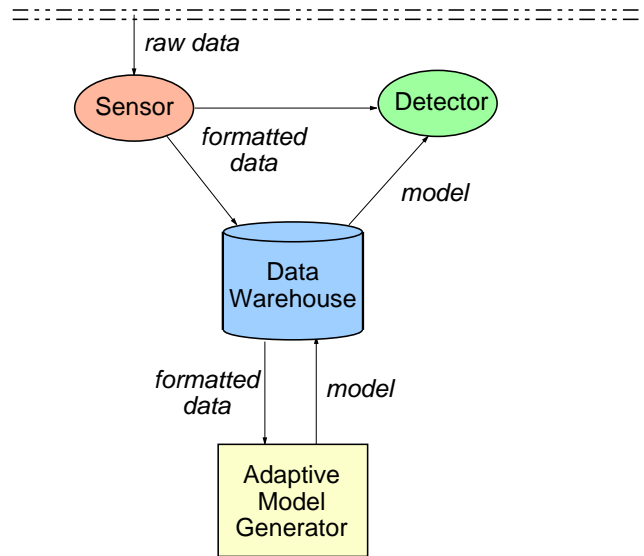 raw data
Sensor
Detector
formatted
data
model
Data
Warehouse
formatted
data
model
Adaptive
Model
Generator